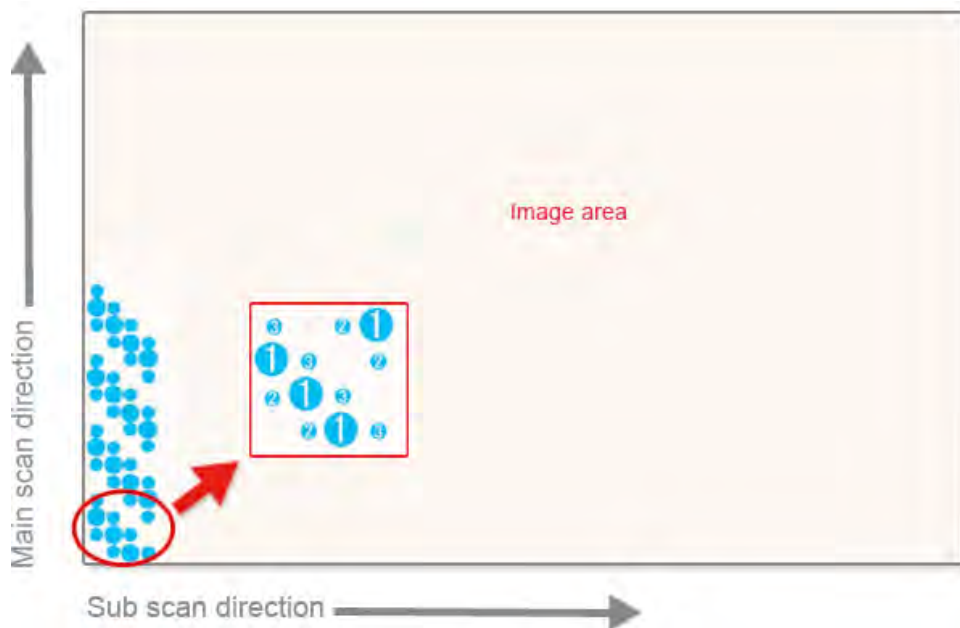 Main scan direction
Image area
3 2 1
1 3 2
2 1 3
2 1 3
Sub scan direction